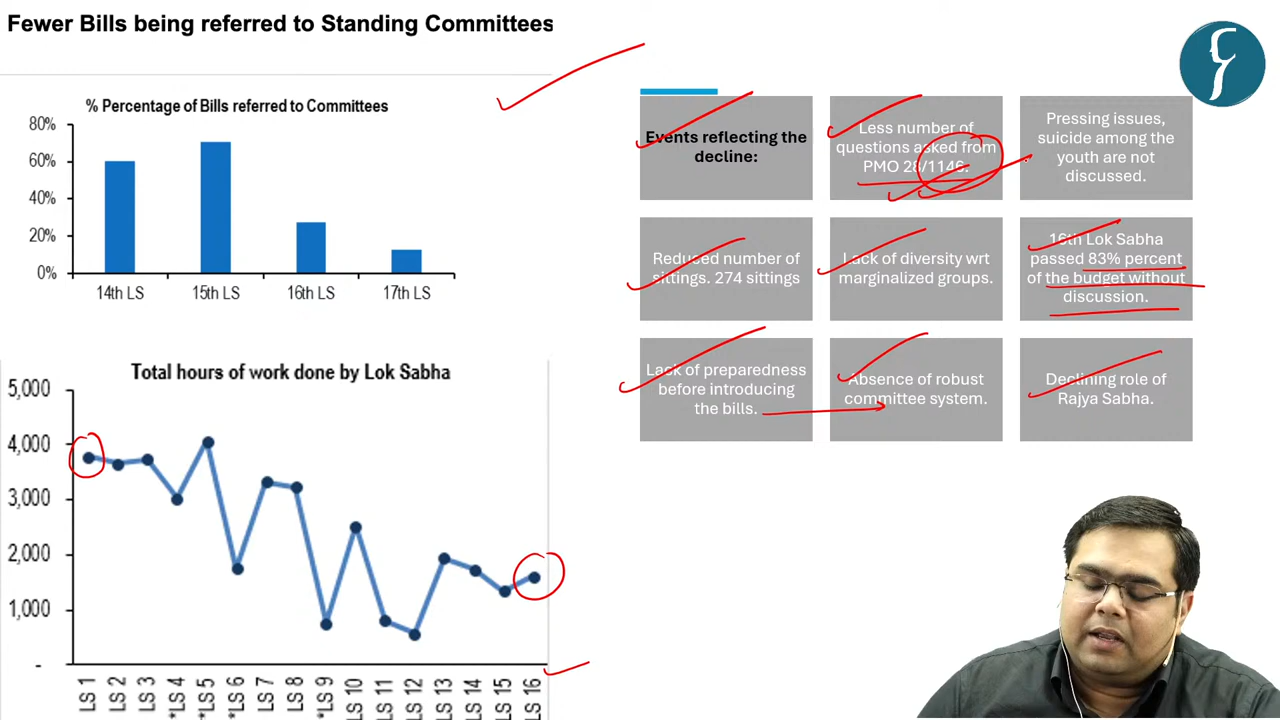 Fewer Bills being referred to Standing Committees
% Percentage of Bills referred to Committees
80%
60%
40%
20%
0%
14th LS
15th LS
16th LS
17th LS
Total hours of work done by Lok Sabha
5,000
4,000
3,000
2,000
1,000
-
LS 1
LS 2
LS 3
*LS 4
*LS 5
*LS 6
LS 7
LS 8
*LS 9
LS 10
*LS 11
*LS 12
LS 13
LS 14
LS 15
LS 16
Events reflecting the
decline:
Less number of
questions asked from
PMO 28/1146.
Pressing issues,
suicide among the
youth are not
discussed.
Reduced number of
sittings. 274 sittings
Lack of diversity wrt
marginalized groups.
16th Lok Sabha
passed 83% percent
of the budget without
discussion.
Lack of preparedness
before introducing
the bills.
Absence of robust
committee system.
Declining role of
Rajya Sabha.